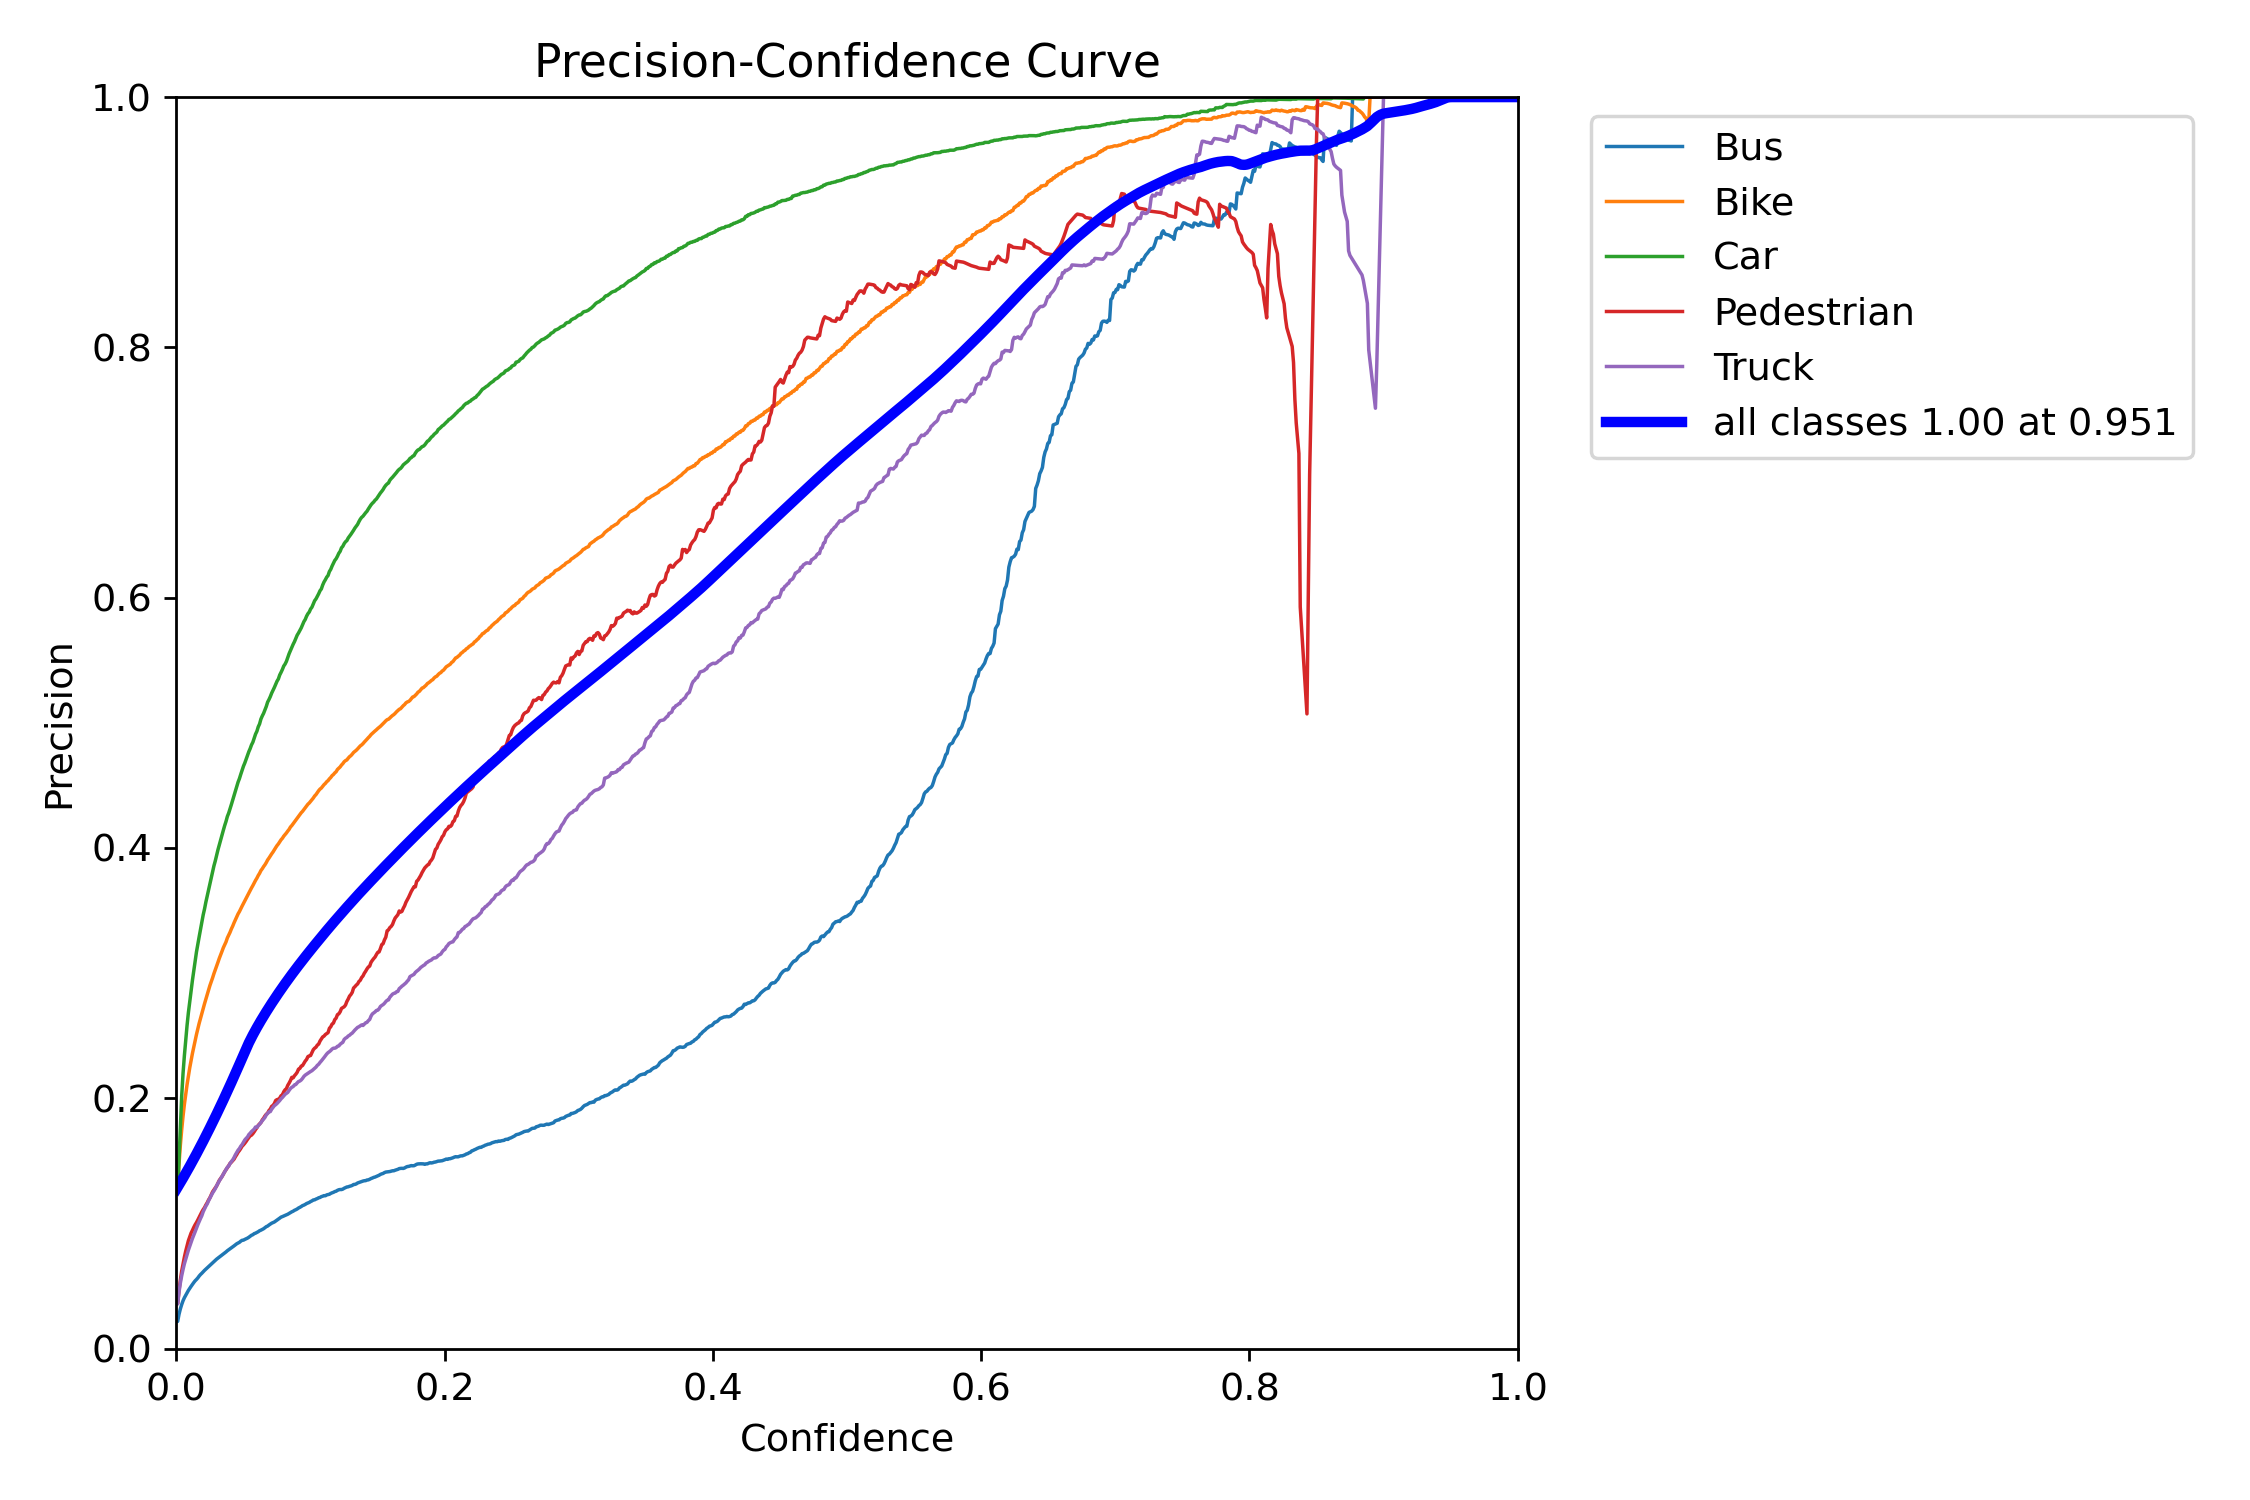 Precision-Confidence Curve
1.0
0.8
0.6
0.4
0.2
0.0
Precision
0.0 0.2 0.4 0.6 0.8 1.0
Confidence
Bus
Bike
Car
Pedestrian
Truck
all classes 1.00 at 0.951